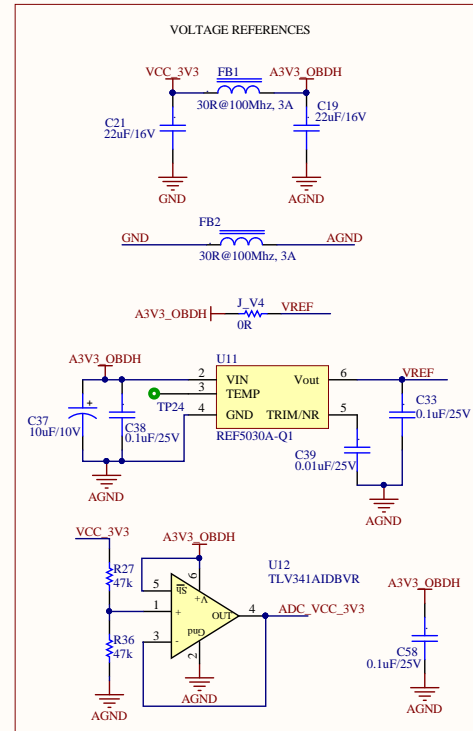 VOLTAGE REFERENCES
VCC_3V3 FB1 A3V3_OBDH
30R@100Mhz, 3A
C21
22uF/16V
C19
22uF/16V
GND AGND
FB2
GND AGND
30R@100Mhz, 3A
J_V4
A3V3_OBDH VREF
0R
A3V3_OBDH U11
2 VIN Vout 6 VREF
3 TEMP
TP24
4 GND TRIM/NR 5
REF5030A-Q1
+
C37
10uF/10V
C38
0.1uF/25V
C33
0.1uF/25V
C39
0.01uF/25V
AGND AGND
VCC_3V3 A3V3_OBDH
U12
TLV341AIDBVR
R27
47k
R36
47k
5 Sh V+ 6
1 + OUT 4 ADC_VCC_3V3
3 - Gnd 2
AGND AGND
A3V3_OBDH
C58
0.1uF/25V
AGND